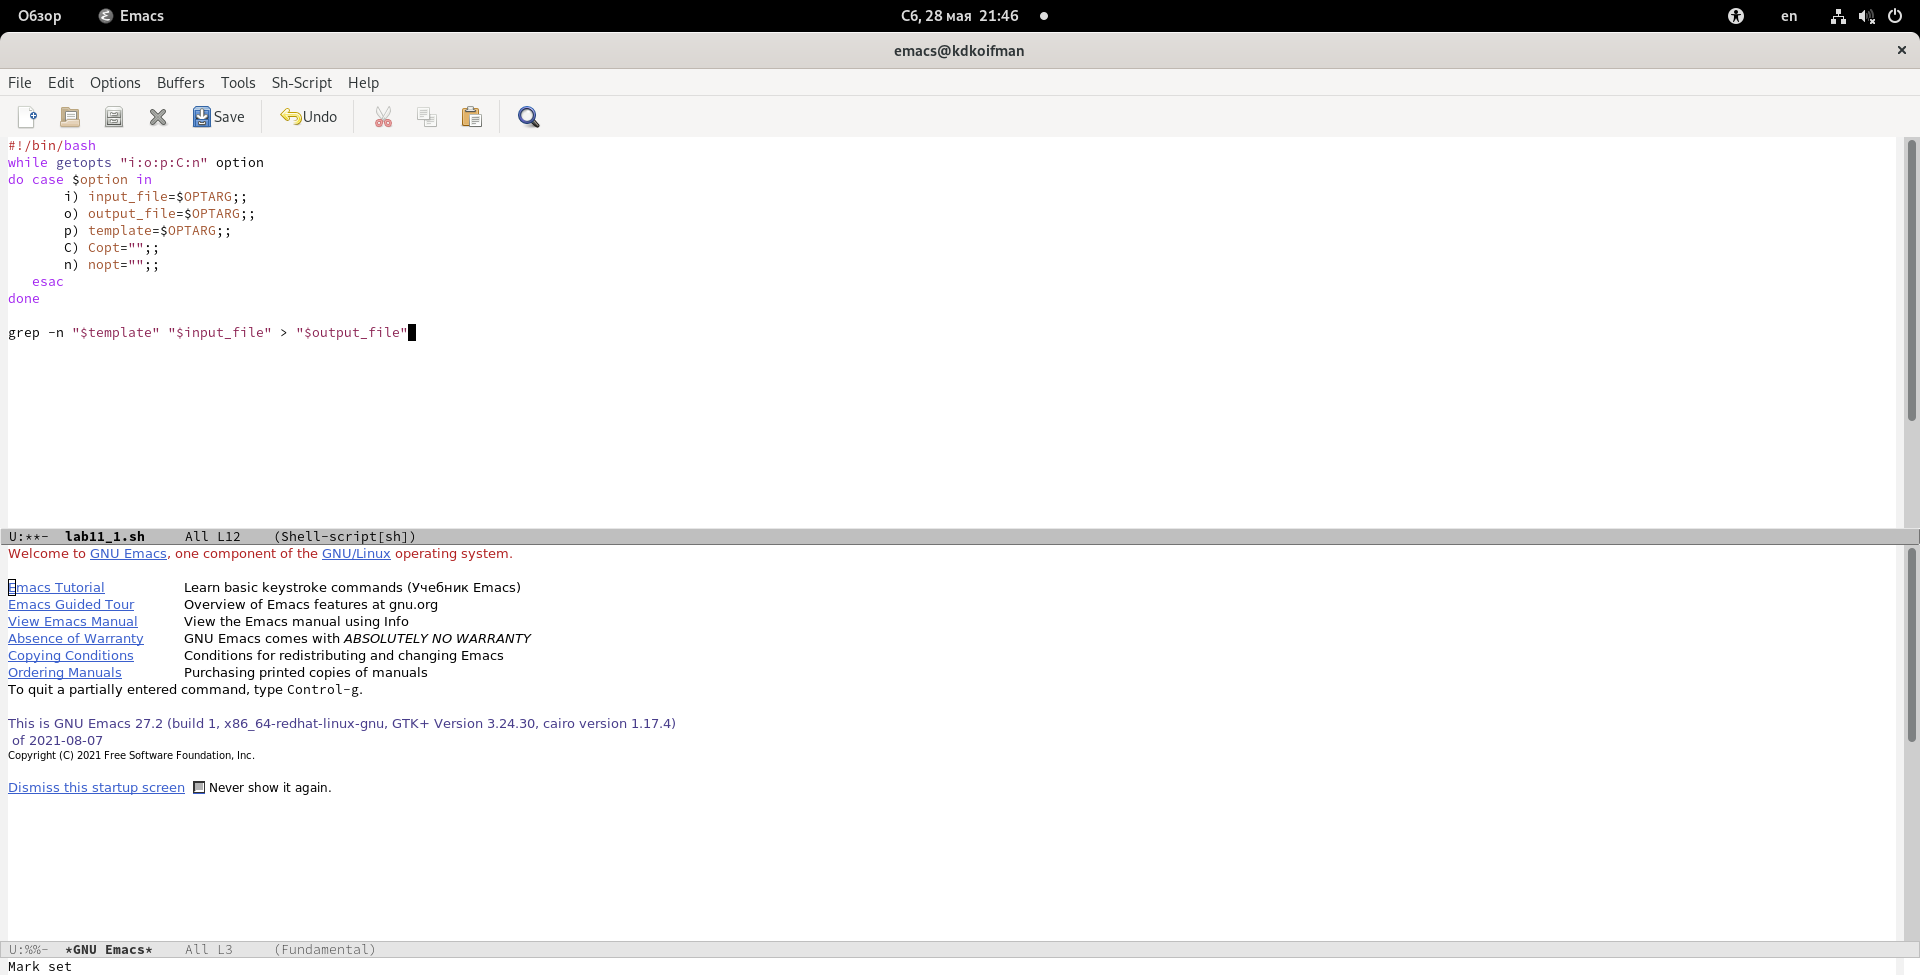 Обзор Emacs Сб, 28 мая 21:46 en
emacs@kdkoifman
File Edit Options Buffers Tools Sh-Script Help
Save Undo
#!/bin/bash
while getopts "i:o:p:C:n" option
do case $option in
       i) input_file=$OPTARG;;
       o) output_file=$OPTARG;;
       p) template=$OPTARG;;
       C) Copt="";;
       n) nopt="";;
   esac
done
grep -n "$template" "$input_file" > "$output_file"
U:**-  lab11_1.sh     All L12    (Shell-script[sh])
Welcome to GNU Emacs, one component of the GNU/Linux operating system.
Emacs Tutorial Learn basic keystroke commands (Учебник Emacs)
Emacs Guided Tour Overview of Emacs features at gnu.org
View Emacs Manual View the Emacs manual using Info
Absence of Warranty GNU Emacs comes with ABSOLUTELY NO WARRANTY
Copying Conditions Conditions for redistributing and changing Emacs
Ordering Manuals Purchasing printed copies of manuals
To quit a partially entered command, type Control-g.
This is GNU Emacs 27.2 (build 1, x86_64-redhat-linux-gnu, GTK+ Version 3.24.30, cairo version 1.17.4)
 of 2021-08-07
Copyright (C) 2021 Free Software Foundation, Inc.
Dismiss this startup screen Never show it again.
U:%%-  *GNU Emacs*    All L3     (Fundamental)
Mark set